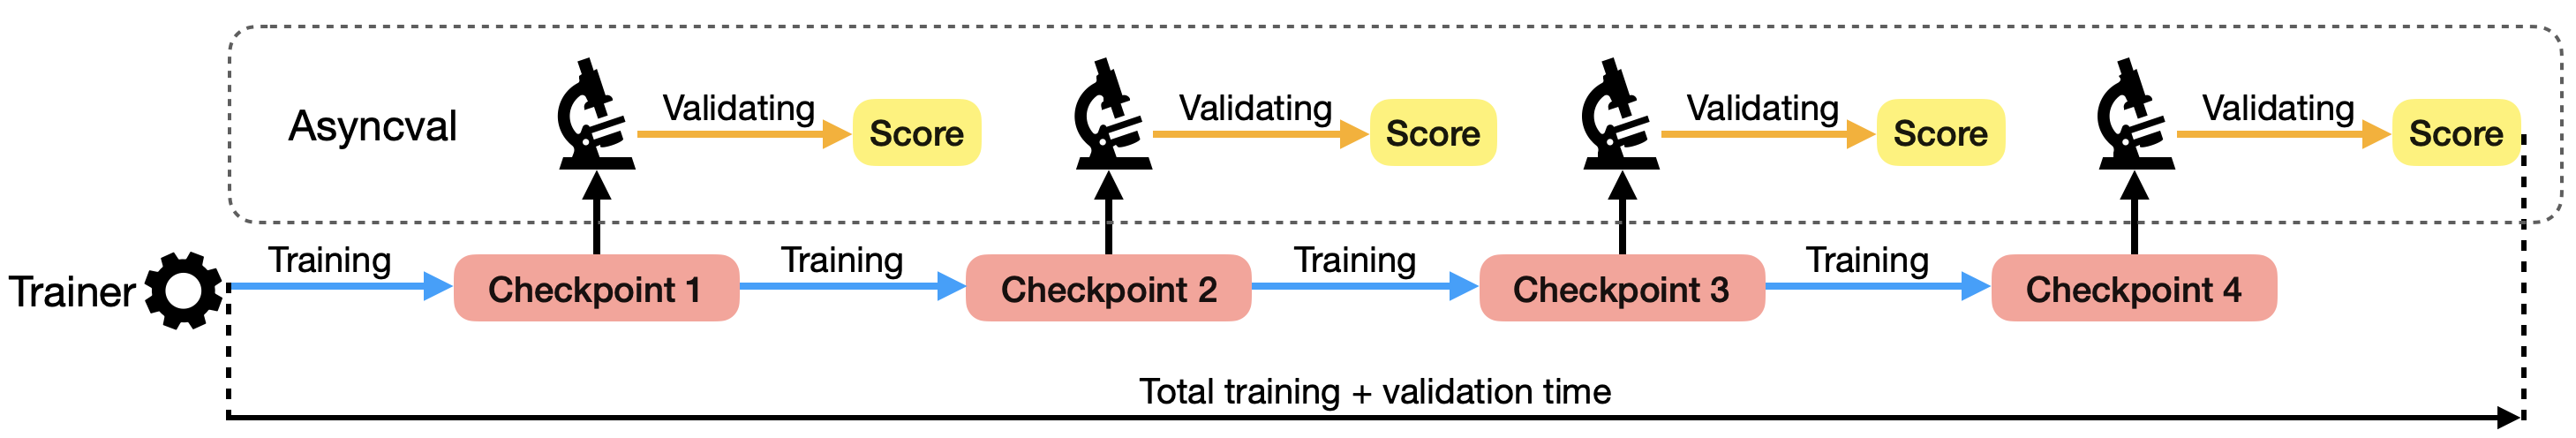 Asyncval
Validating
Score
Validating
Score
Validating
Score
Validating
Score
Trainer
Training
Checkpoint 1
Training
Checkpoint 2
Training
Checkpoint 3
Training
Checkpoint 4
Total training + validation time